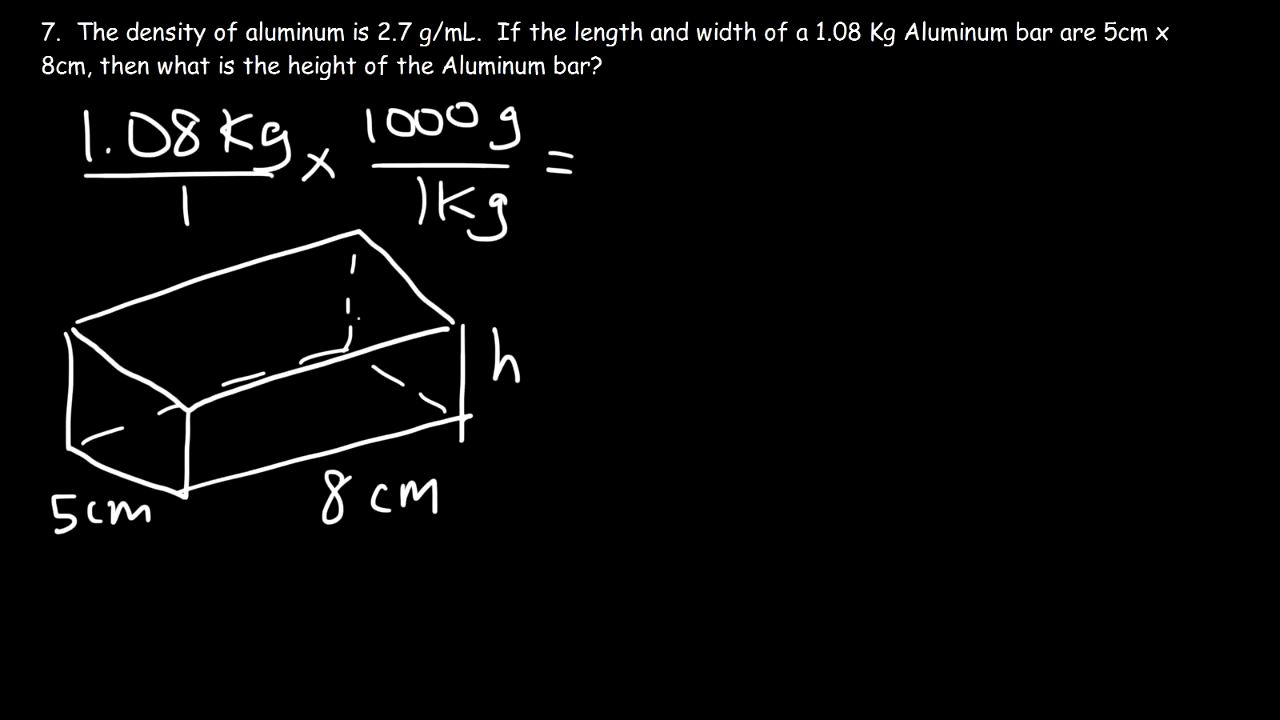 7. The density of aluminum is 2.7 g/mL. If the length and width of a 1.08 Kg Aluminum bar are 5cm x
8cm, then what is the height of the Aluminum bar?
1.08 Kg x 1000 g =
1 1 Kg
h
5cm 8 cm